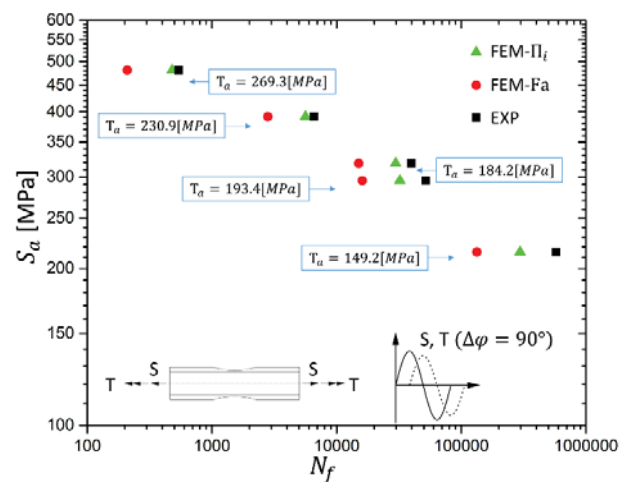 600
500
450
400
350
300
250
200
150
100
S_a [MPa]
FEM-Π_i
FEM-Fa
EXP
T_a = 269.3[MPa]
T_a = 230.9[MPa]
T_a = 184.2[MPa]
T_a = 193.4[MPa]
T_a = 149.2[MPa]
S, T (Δφ = 90°)
T S S T
100 1000 10000 100000 1000000
N_f